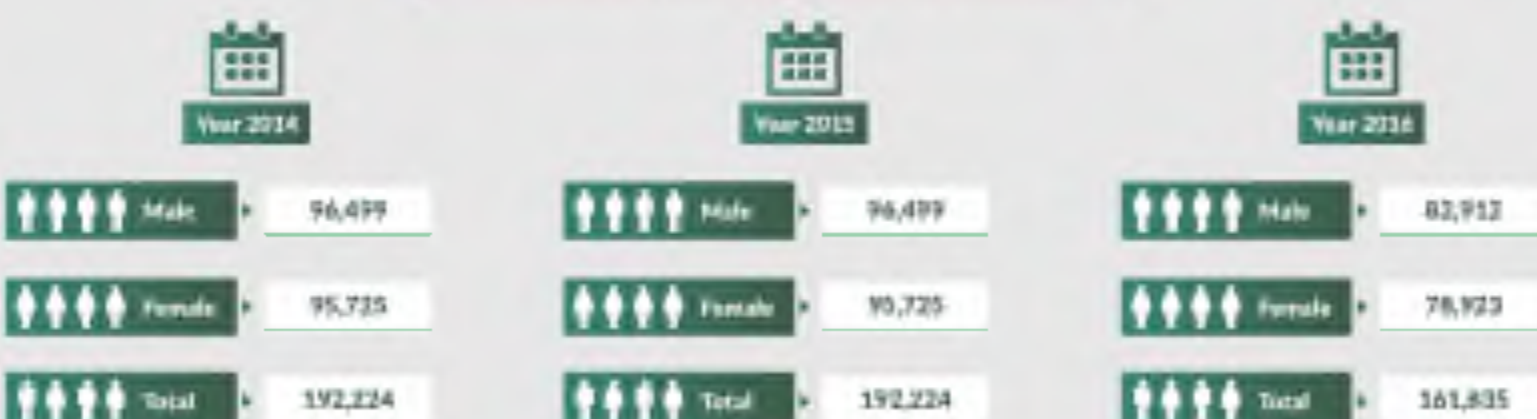 Year 2014
Male 96,499
Female 95,725
Total 192,224
Year 2015
Male 96,499
Female 95,725
Total 192,224
Year 2016
Male 82,912
Female 78,923
Total 161,835